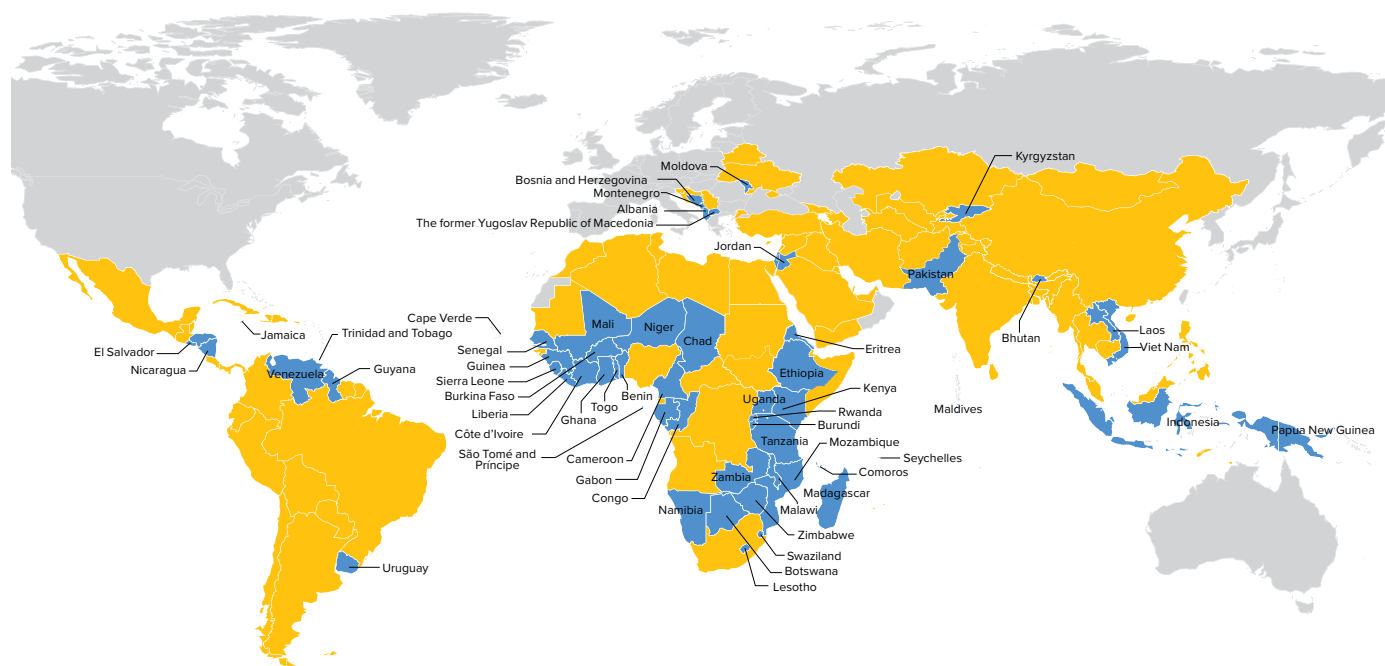 Kyrgyzstan
Moldova
Bosnia and Herzegovina
Montenegro
Albania
The former Yugoslav Republic of Macedonia
Jordan
Pakistan
Bhutan
Laos
Viet Nam
Cape Verde
Jamaica
Trinidad and Tobago
El Salvador
Nicaragua
Venezuela
Guyana
Mali
Niger
Chad
Senegal
Guinea
Sierra Leone
Burkina Faso
Liberia
Côte d’Ivoire
Ghana
Togo
Benin
São Tomé and
Príncipe
Cameroon
Gabon
Congo
Eritrea
Ethiopia
Kenya
Uganda
Rwanda
Burundi
Tanzania
Mozambique
Seychelles
Comoros
Zambia
Madagascar
Malawi
Namibia
Zimbabwe
Swaziland
Botswana
Lesotho
Maldives
Indonesia
Papua New Guinea
Uruguay